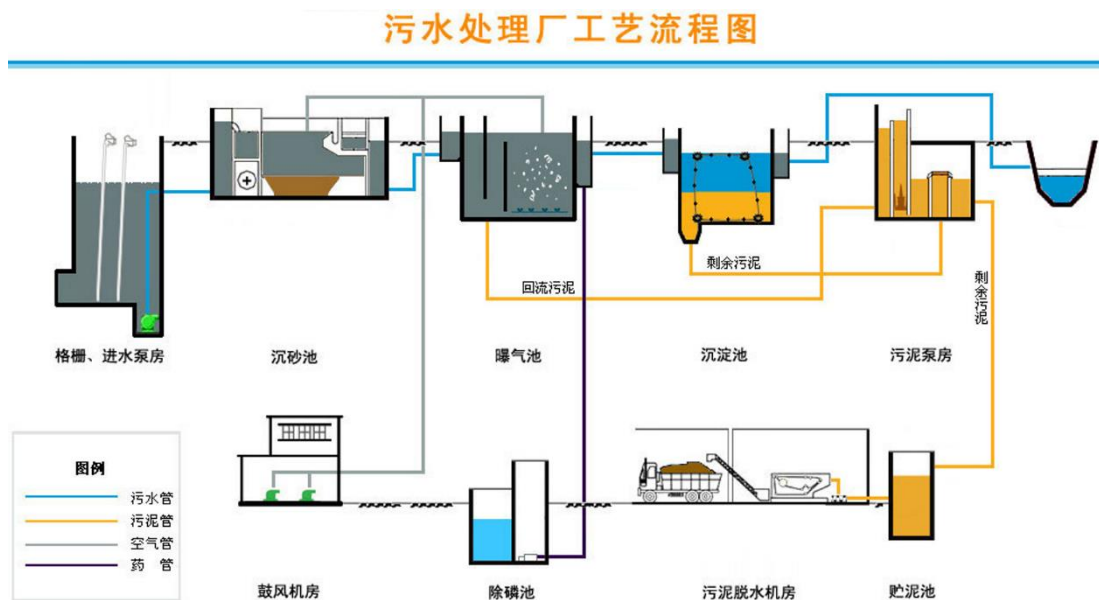 污水处理厂工艺流程图
剩余污泥
回流污泥
剩余污泥
格栅、进水泵房
沉砂池
曝气池
沉淀池
污泥泵房
图例
污水管
污泥管
空气管
药 管
鼓风机房
除磷池
污泥脱水机房
贮泥池